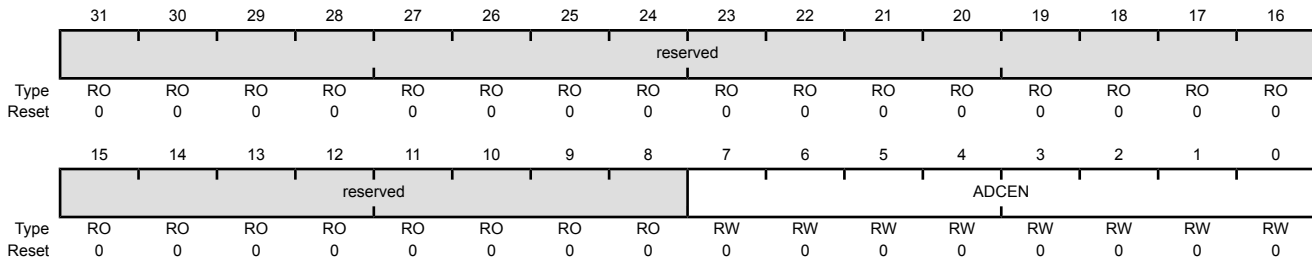 31 30 29 28 27 26 25 24 23 22 21 20 19 18 17 16
reserved
Type RO RO RO RO RO RO RO RO RO RO RO RO RO RO RO RO
Reset 0 0 0 0 0 0 0 0 0 0 0 0 0 0 0 0
15 14 13 12 11 10 9 8 7 6 5 4 3 2 1 0
reserved ADCEN
Type RO RO RO RO RO RO RO RO RW RW RW RW RW RW RW RW
Reset 0 0 0 0 0 0 0 0 0 0 0 0 0 0 0 0